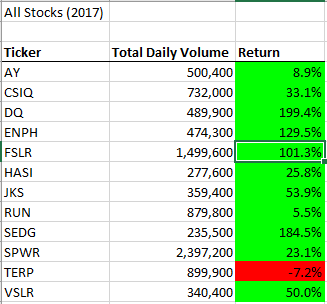 All Stocks (2017)
Ticker Total Daily Volume Return
AY 500,400 8.9%
CSIQ 732,000 33.1%
DQ 489,900 199.4%
ENPH 474,300 129.5%
FSLR 1,499,600 101.3%
HASI 277,600 25.8%
JKS 359,400 53.9%
RUN 879,800 5.5%
SEDG 235,500 184.5%
SPWR 2,397,200 23.1%
TERP 899,900 -7.2%
VSLR 340,400 50.0%